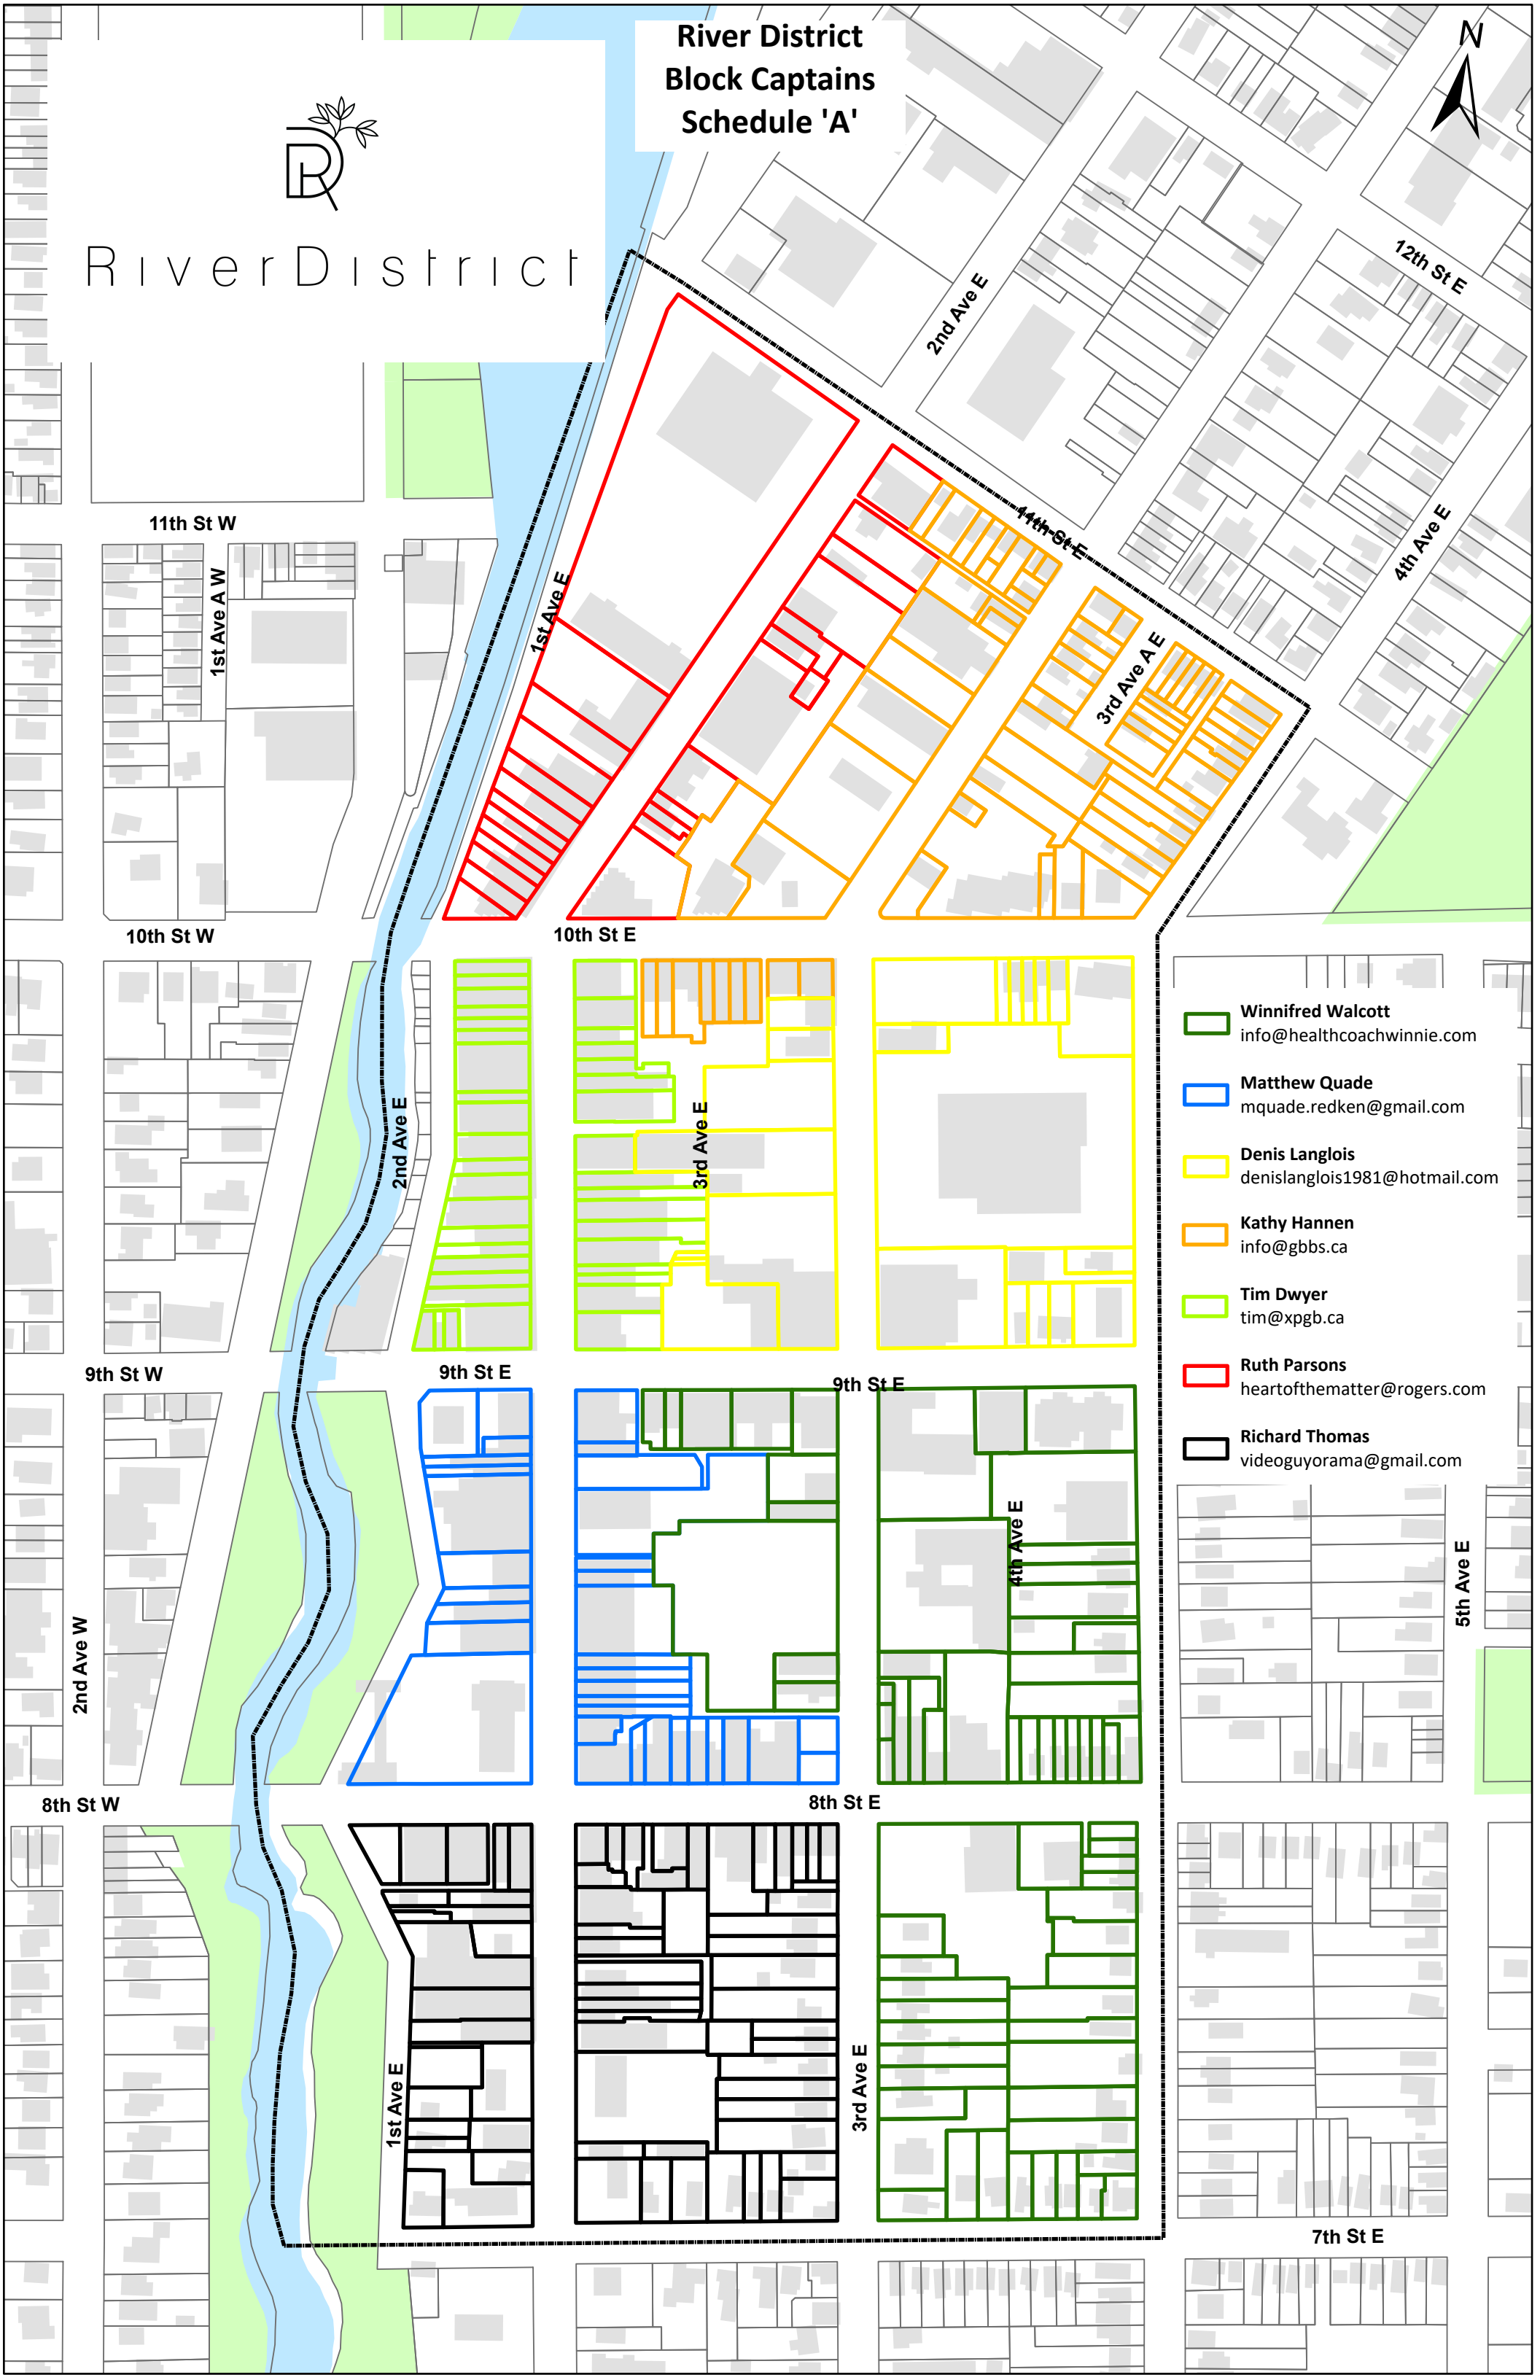 River District
Block Captains
Schedule 'A'
N
RiverDistrict
12th St E
2nd Ave E
11th St W
11th St E
4th Ave E
1st Ave A W
1st Ave E
3rd Ave A E
10th St W
10th St E
2nd Ave E
3rd Ave E
Winnifred Walcott
info@healthcoachwinnie.com
Matthew Quade
mquade.redken@gmail.com
Denis Langlois
denislanglois1981@hotmail.com
Kathy Hannen
info@gbbs.ca
Tim Dwyer
tim@xpgb.ca
Ruth Parsons
heartofthematter@rogers.com
Richard Thomas
videoguyorama@gmail.com
9th St W
9th St E
9th St E
4th Ave E
5th Ave E
2nd Ave W
8th St W
8th St E
1st Ave E
3rd Ave E
7th St E